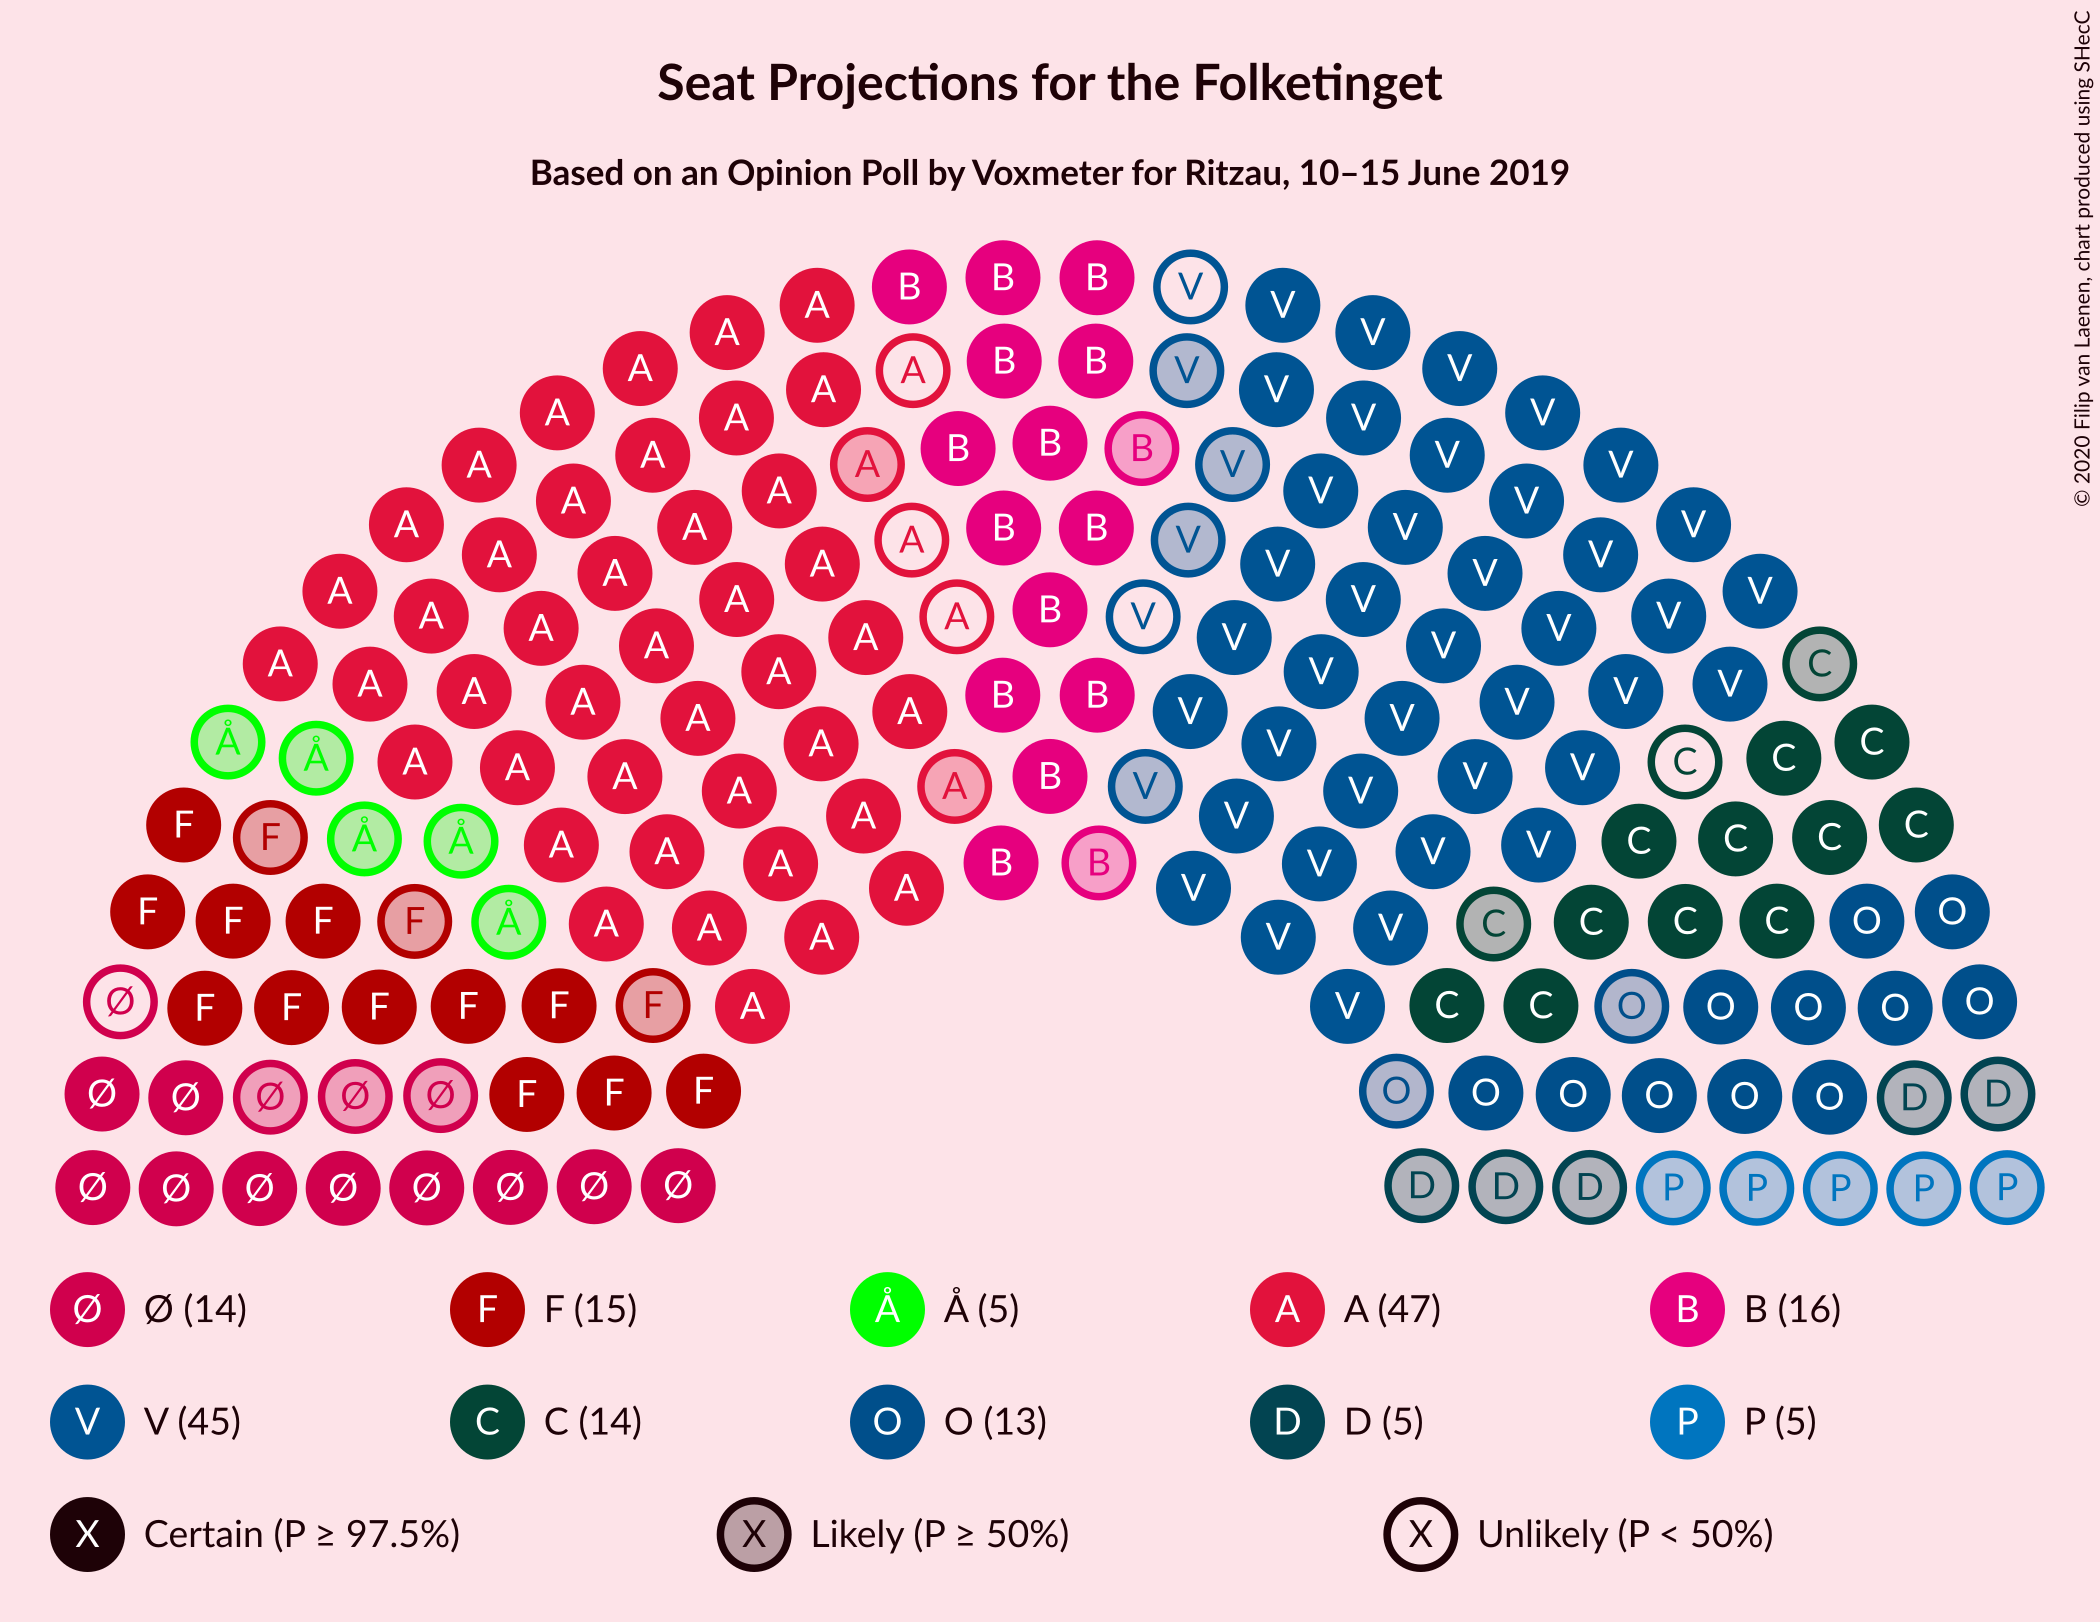 Seat Projections for the Folketinget
Based on an Opinion Poll by Voxmeter for Ritzau, 10–15 June 2019
© 2020 Filip van Laenen, chart produced using SHecC
B B B V
A V
A V
A A B B V V V
A A V V
A A B B B V V V
A A A V V V
A A A B B V V V
A A A V V V
A A A A B V V V V
A A A V V V
A A A A B B V V V V C
Å A A A A A B V V V V V C C C
Å A A A A V V V V
F F Å Å A A A A B B V V V V C C C C
F F F F Å A A A V V C C C C O O
Ø F F F F F F A V C C O O O O O
Ø Ø Ø Ø Ø F F F O O O O O O D D
Ø Ø Ø Ø Ø Ø Ø Ø D D D P P P P P
Ø Ø (14) F F (15) Å Å (5) A A (47) B B (16)
V V (45) C C (14) O O (13) D D (5) P P (5)
X Certain (P ≥ 97.5%) X Likely (P ≥ 50%) X Unlikely (P < 50%)